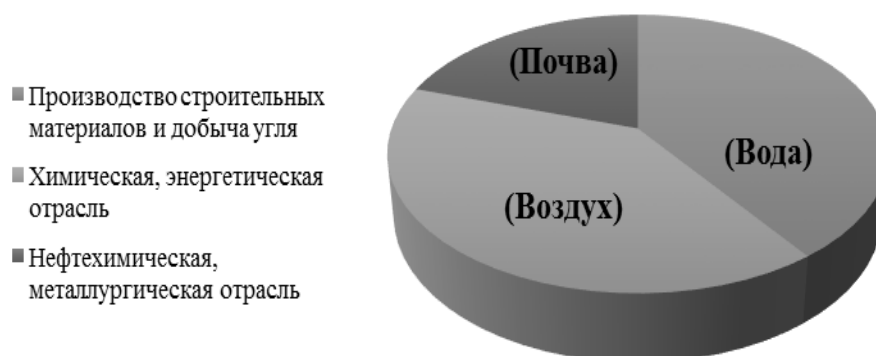 Производство строительных
материалов и добыча угля
Химическая, энергетическая
отрасль
Нефтехимическая,
металлургическая отрасль
(Почва)
(Вода)
(Воздух)